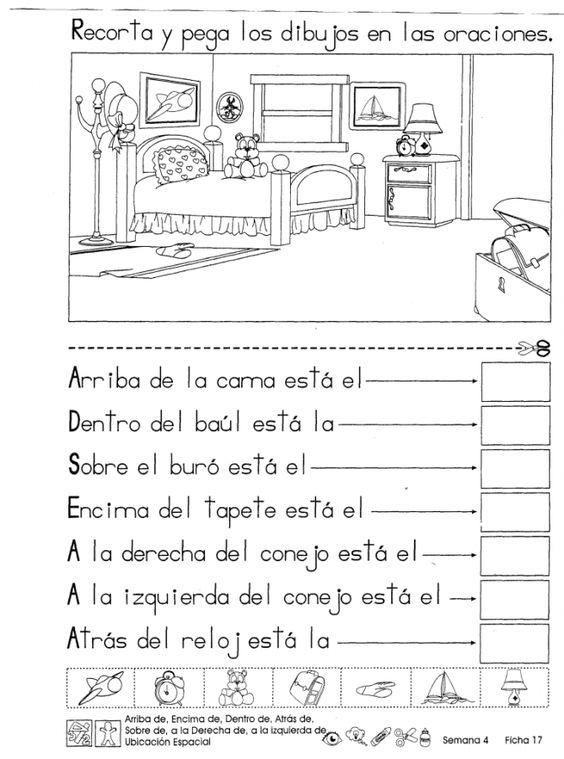 Recorta y pega los dibujos en las oraciones.
Arriba de la cama está el
Dentro del baúl está la
Sobre el buró está el
Encima del tapete está el
A la derecha del conejo está el
A la izquierda del conejo está el
Atrás del reloj está la
Arriba de, Encima de, Dentro de, Atrás de,
Sobre de, a la Derecha de, a la izquierda de
Ubicación Espacial
Semana 4 Ficha 17